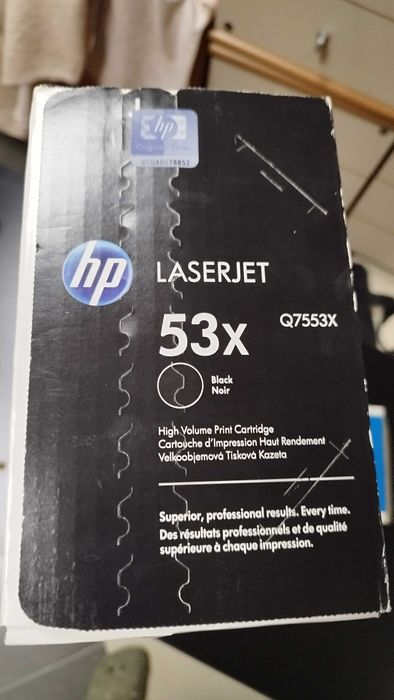 hp
hp
LASERJET
53X
Q7553X
Black
Noir
High Volume Print Cartridge
Cartouche d'Impression Haut Rendement
Velkoobjemová Tisková Kazeta
Superior, professional results. Every time.
Des résultats professionnels et de qualité
supérieure à chaque impression.